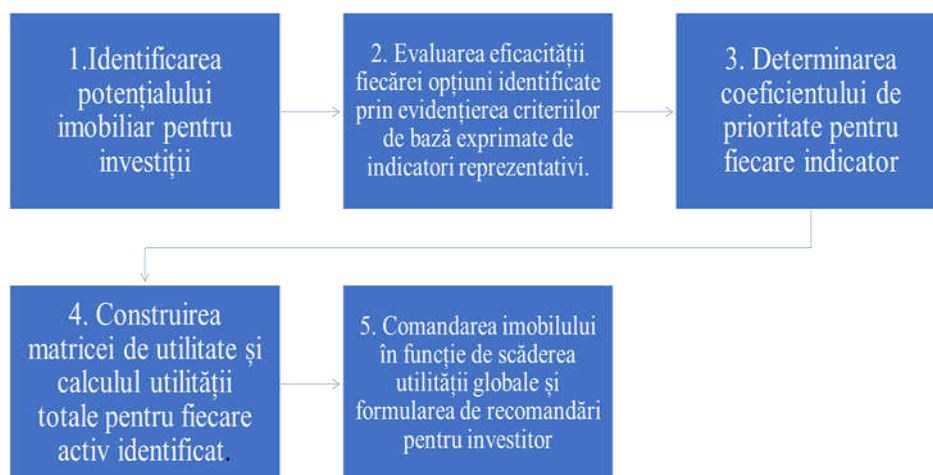 1.Identificarea
potențialului
imobiliar pentru
investiții
2. Evaluarea eficacității
fiecărei opțiuni identificate
prin evidențierea criteriilor
de bază exprimate de
indicatori reprezentativi.
3. Determinarea
coeficientului de
prioritate pentru
fiecare indicator
4. Construirea
matricei de utilitate și
calculul utilității
totale pentru fiecare
activ identificat.
5. Comandarea imobilului
în funcție de scăderea
utilității globale și
formularea de recomandări
pentru investitor